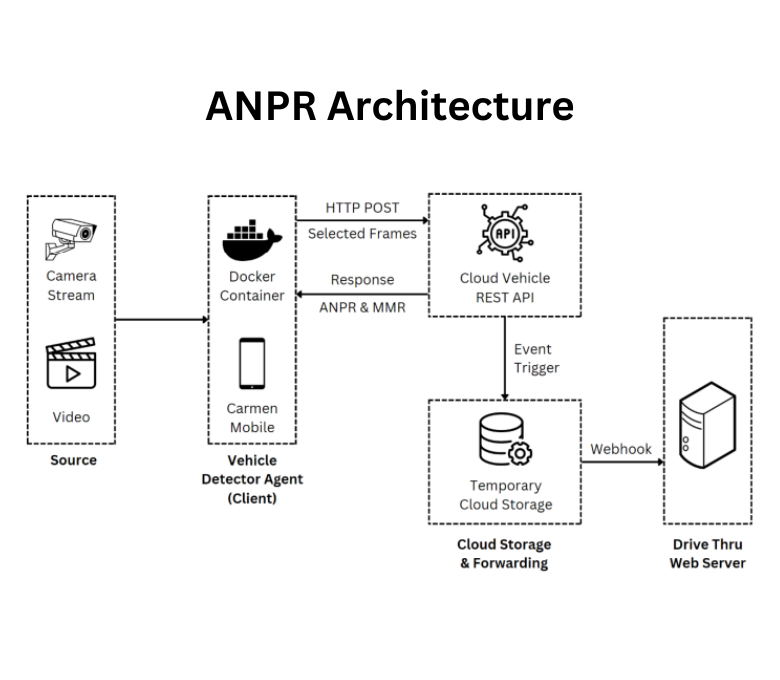 ANPR Architecture
Camera
Stream
Video
Source
Docker
Container
Carmen
Mobile
Vehicle
Detector Agent
(Client)
HTTP POST
Selected Frames
Response
ANPR & MMR
API
Cloud Vehicle
REST API
Event
Trigger
Temporary
Cloud Storage
Cloud Storage
& Forwarding
Webhook
Drive Thru
Web Server